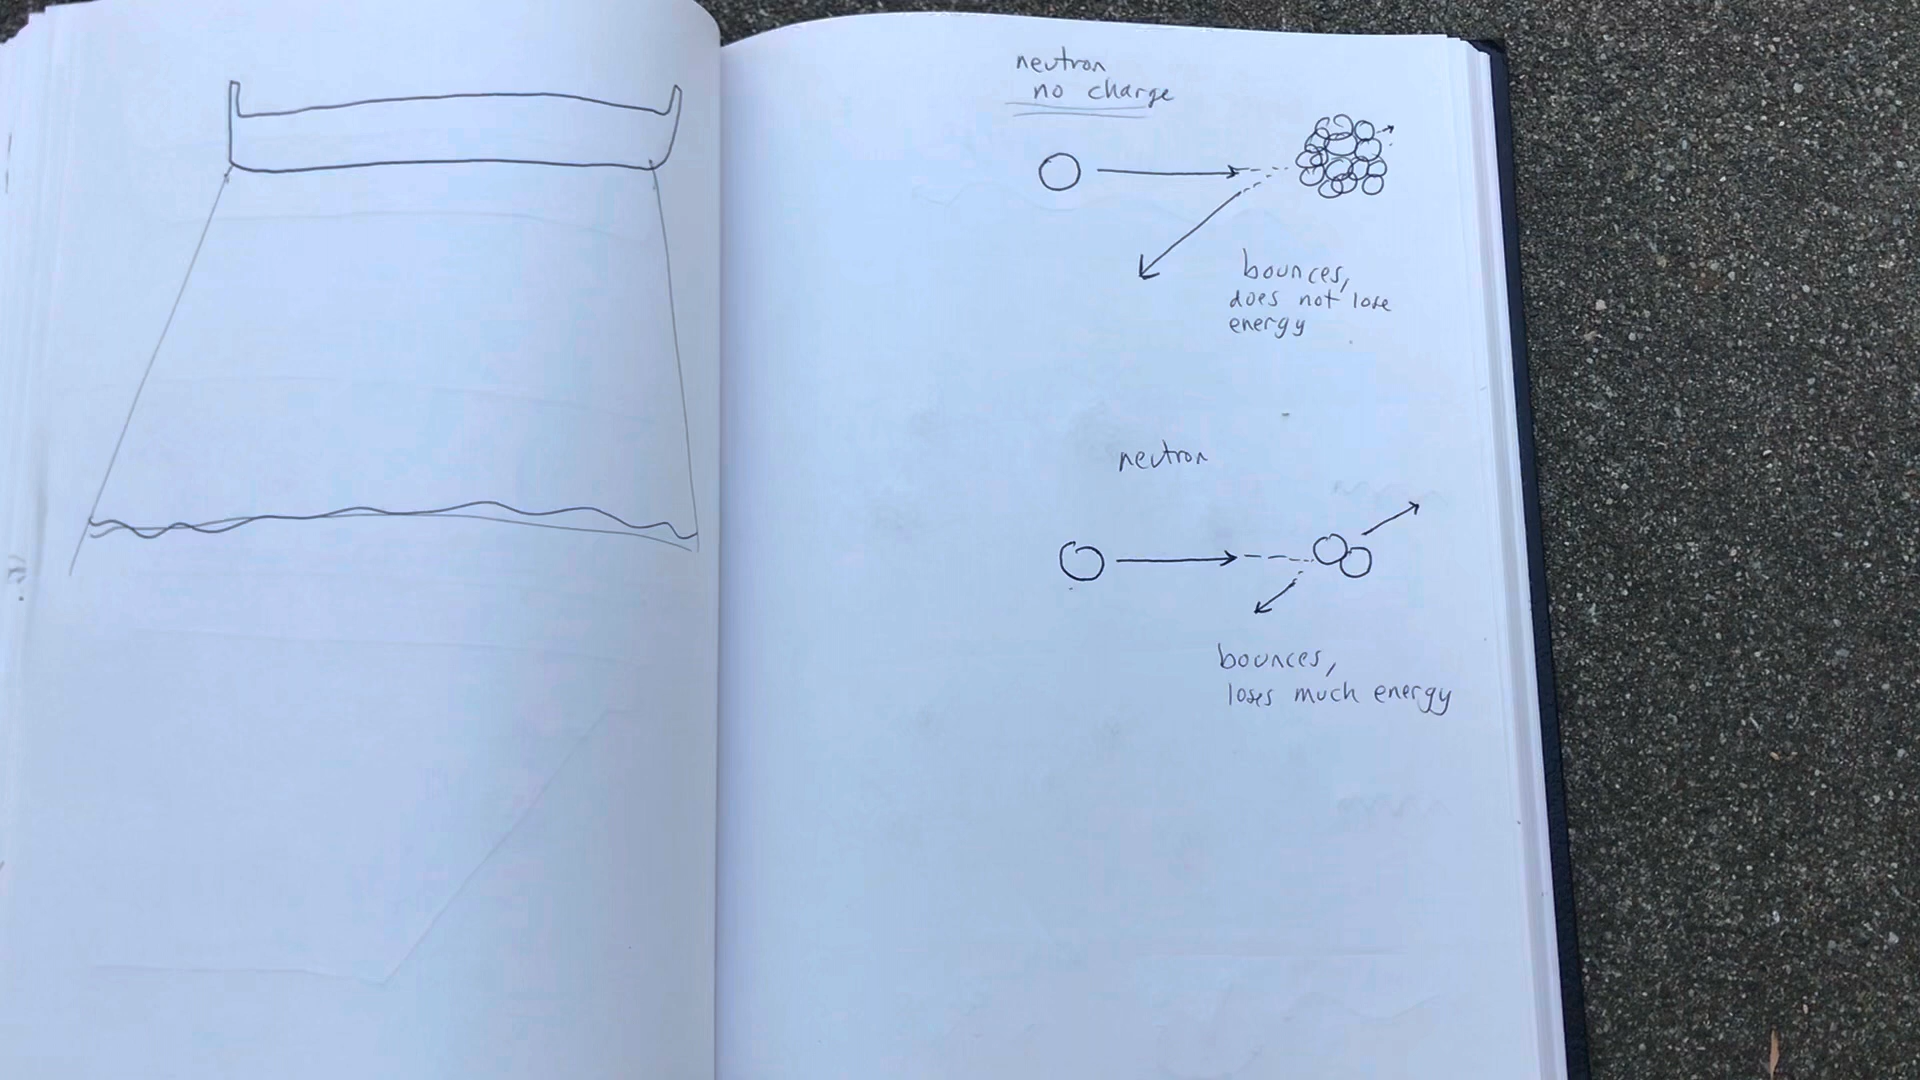 neutron
no charge
bounces,
does not lose
energy
neutron
bounces,
loses much energy